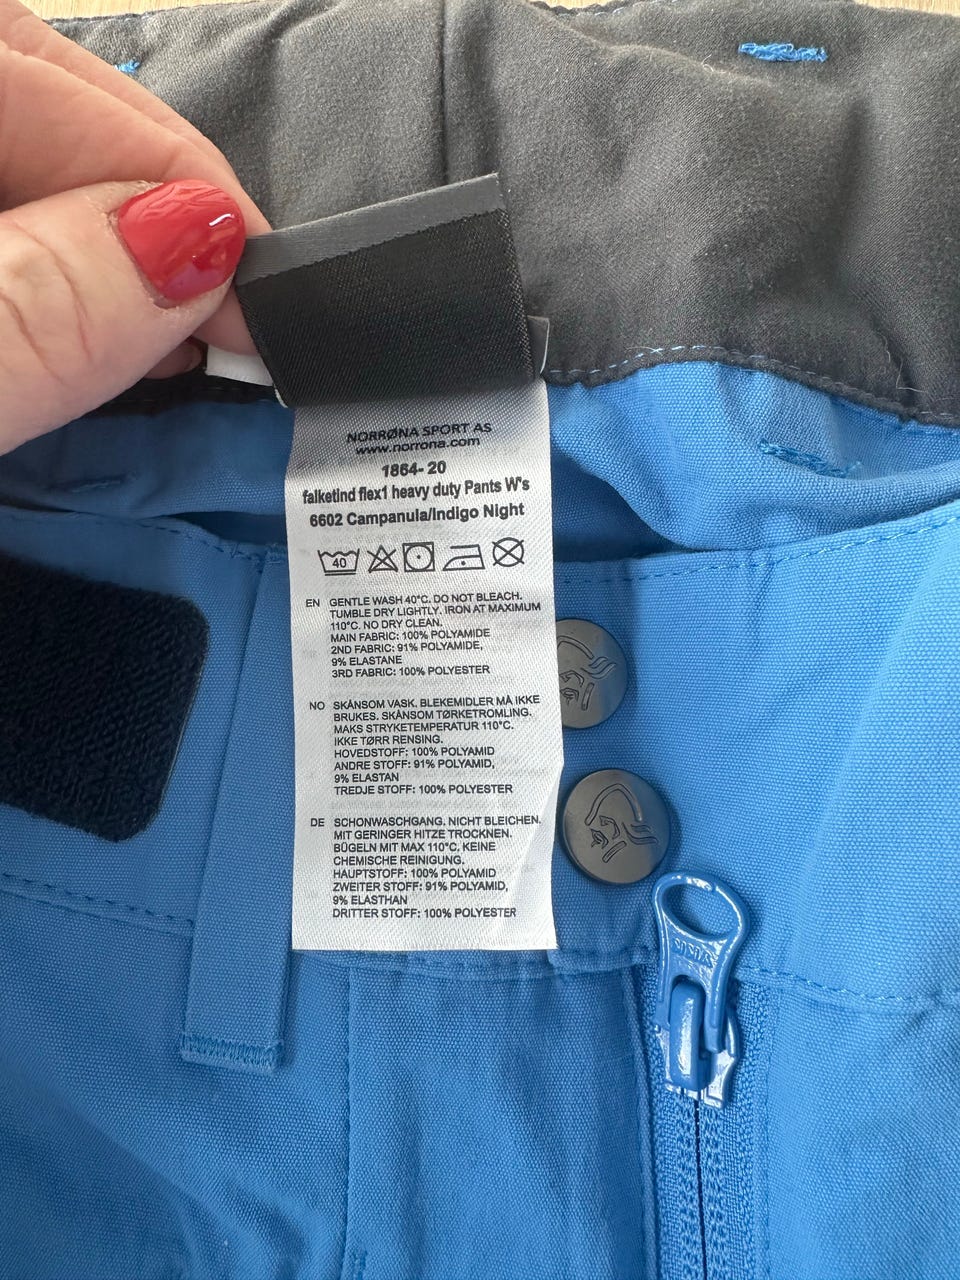 NORRØNA SPORT AS
www.norrona.com
1864- 20
falketind flex1 heavy duty Pants W's
6602 Campanula/Indigo Night
40
EN GENTLE WASH 40°C. DO NOT BLEACH.
TUMBLE DRY LIGHTLY. IRON AT MAXIMUM
110°C. NO DRY CLEAN.
MAIN FABRIC: 100% POLYAMIDE
2ND FABRIC: 91% POLYAMIDE,
9% ELASTANE
3RD FABRIC: 100% POLYESTER
NO SKÅNSOM VASK. BLEKEMIDLER MÅ IKKE
BRUKES. SKÅNSOM TØRKETROMLING.
MAKS STRYKETEMPERATUR 110°C.
IKKE TØRR RENSING.
HOVEDSTOFF: 100% POLYAMID
ANDRE STOFF: 91% POLYAMID,
9% ELASTAN
TREDJE STOFF: 100% POLYESTER
DE SCHONWASCHGANG. NICHT BLEICHEN.
MIT GERINGER HITZE TROCKNEN.
BÜGELN MIT MAX 110°C. KEINE
CHEMISCHE REINIGUNG.
HAUPTSTOFF: 100% POLYAMID
ZWEITER STOFF: 91% POLYAMID,
9% ELASTHAN
DRITTER STOFF: 100% POLYESTER